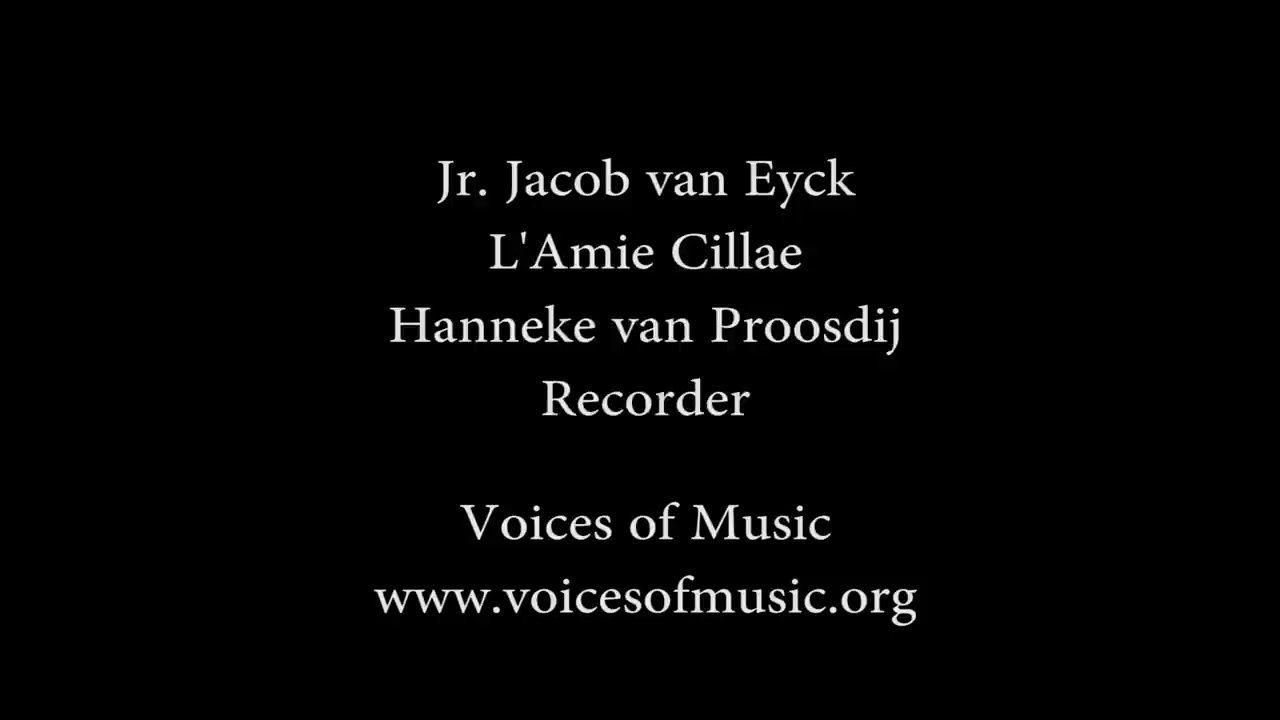 Jr. Jacob van Eyck
L'Amie Cillae
Hanneke van Proosdij
Recorder
Voices of Music
www.voicesofmusic.org